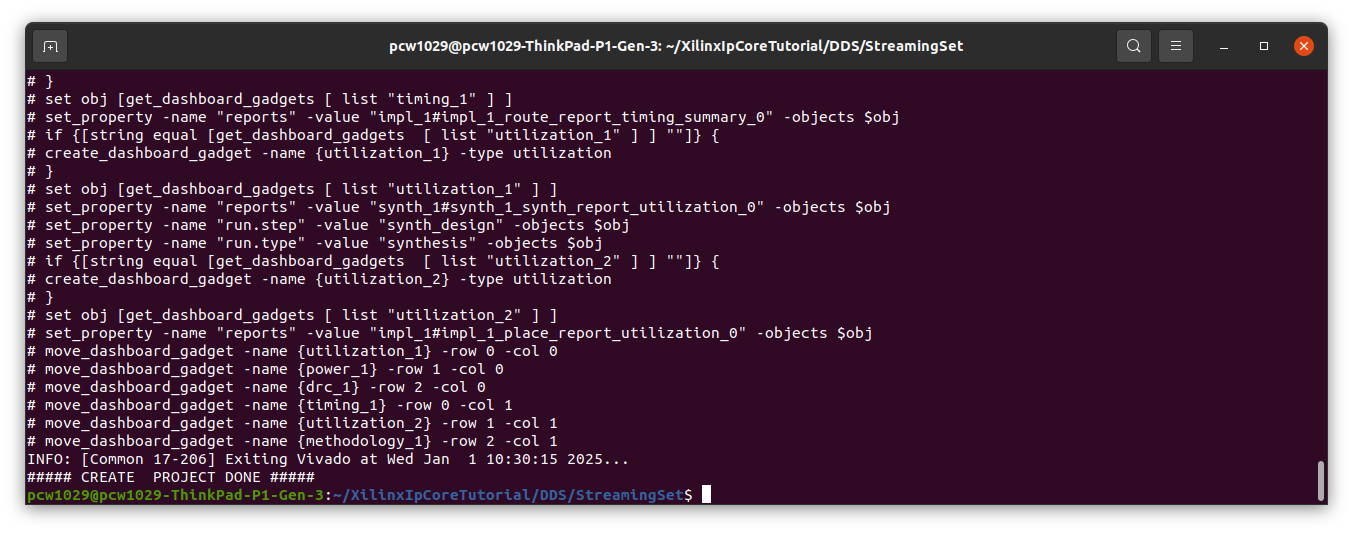 pcw1029@pcw1029-ThinkPad-P1-Gen-3: ~/XilinxIpCoreTutorial/DDS/StreamingSet
# }
# set obj [get_dashboard_gadgets [ list "timing_1" ] ]
# set_property -name "reports" -value "impl_1#impl_1_route_report_timing_summary_0" -objects $obj
# if {[string equal [get_dashboard_gadgets  [ list "utilization_1" ] ] ""]} {
# create_dashboard_gadget -name {utilization_1} -type utilization
# }
# set obj [get_dashboard_gadgets [ list "utilization_1" ] ]
# set_property -name "reports" -value "synth_1#synth_1_synth_report_utilization_0" -objects $obj
# set_property -name "run.step" -value "synth_design" -objects $obj
# set_property -name "run.type" -value "synthesis" -objects $obj
# if {[string equal [get_dashboard_gadgets  [ list "utilization_2" ] ] ""]} {
# create_dashboard_gadget -name {utilization_2} -type utilization
# }
# set obj [get_dashboard_gadgets [ list "utilization_2" ] ]
# set_property -name "reports" -value "impl_1#impl_1_place_report_utilization_0" -objects $obj
# move_dashboard_gadget -name {utilization_1} -row 0 -col 0
# move_dashboard_gadget -name {power_1} -row 1 -col 0
# move_dashboard_gadget -name {drc_1} -row 2 -col 0
# move_dashboard_gadget -name {timing_1} -row 0 -col 1
# move_dashboard_gadget -name {utilization_2} -row 1 -col 1
# move_dashboard_gadget -name {methodology_1} -row 2 -col 1
INFO: [Common 17-206] Exiting Vivado at Wed Jan  1 10:30:15 2025...
##### CREATE  PROJECT DONE #####
pcw1029@pcw1029-ThinkPad-P1-Gen-3:~/XilinxIpCoreTutorial/DDS/StreamingSet$